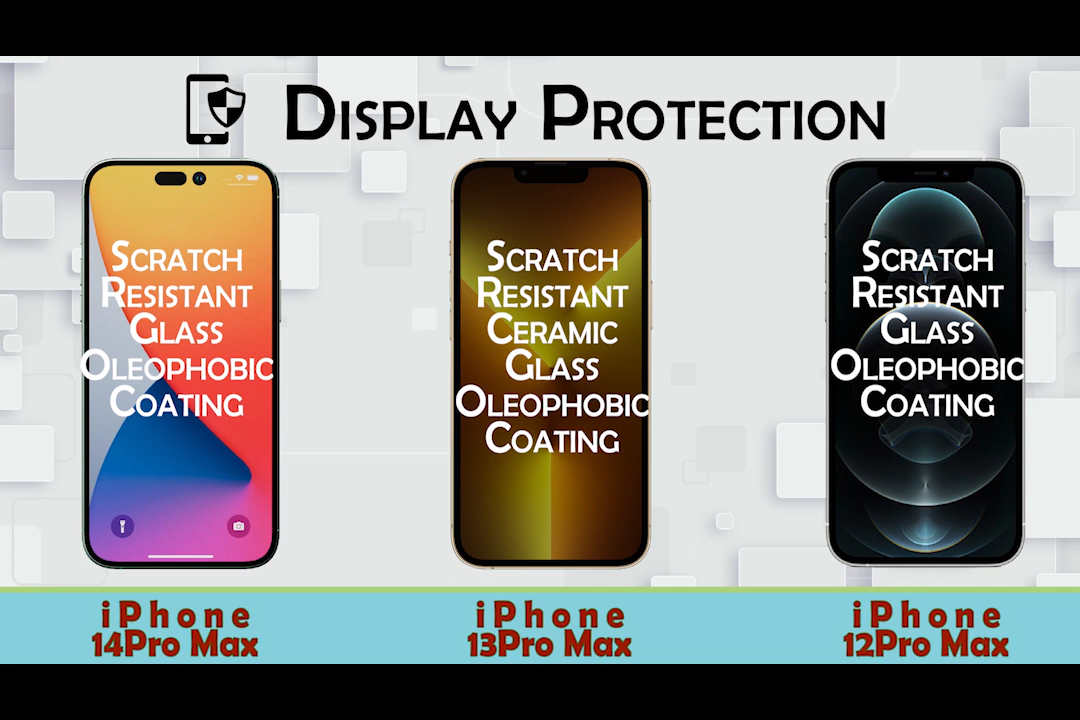 Display Protection
Scratch
Resistant
Glass
Oleophobic
Coating
Scratch
Resistant
Ceramic
Glass
Oleophobic
Coating
Scratch
Resistant
Glass
Oleophobic
Coating
iPhone
14Pro Max
iPhone
13Pro Max
iPhone
12Pro Max